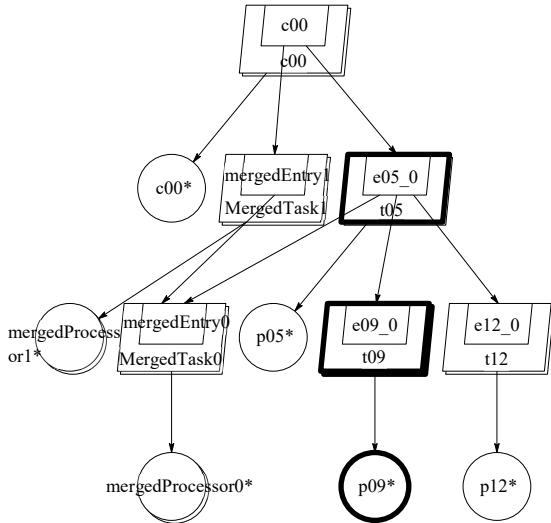 c00
c00
c00*
mergedEntry1
MergedTask1
e05_0
t05
mergedProcess
or1*
mergedEntry0
MergedTask0
p05*
e09_0
t09
e12_0
t12
mergedProcessor0*
p09*
p12*